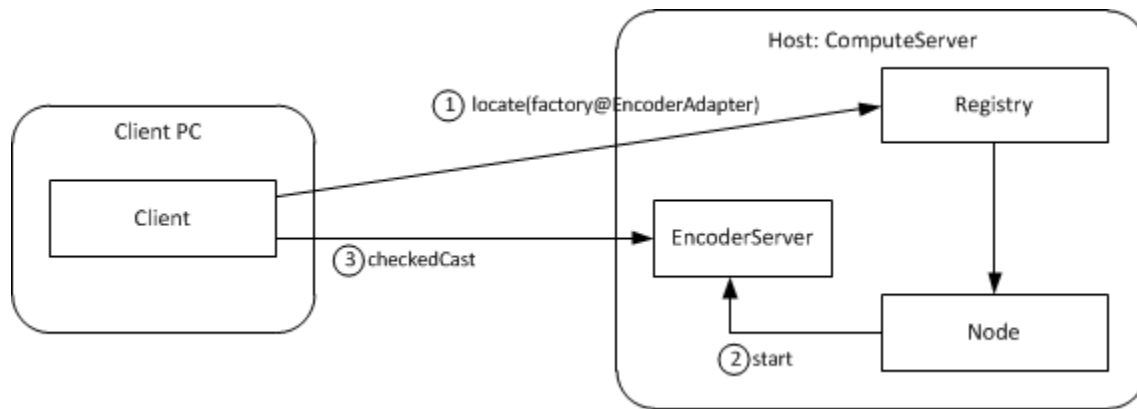 Host: ComputeServer
1 locate(factory@EncoderAdapter)
Registry
Client PC
Client
EncoderServer
3 checkedCast
Node
2 start